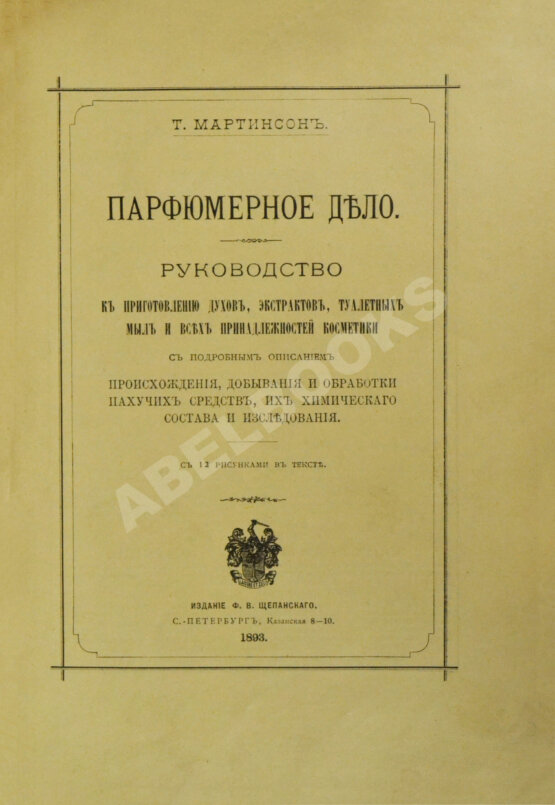 Т. МАРТИНСОНЪ.
ПАРФЮМЕРНОЕ ДѢЛО.
РУКОВОДСТВО
КЪ ПРИГОТОВЛЕНІЮ ДУХОВЪ, ЭКСТРАКТОВЪ, ТУАЛЕТНЫХЪ
МЫЛЪ И ВСѢХЪ ПРИНАДЛЕЖНОСТЕЙ КОСМЕТИКИ
СЪ ПОДРОБНЫМЪ ОПИСАНІЕМЪ
ПРОИСХОЖДЕНІЯ, ДОБЫВАНІЯ И ОБРАБОТКИ
ПАХУЧИХЪ СРЕДСТВЪ, ИХЪ ХИМИЧЕСКАГО
СОСТАВА И ИЗСЛѢДОВАНІЯ.
СЪ 12 РИСУНКАМИ ВЪ ТЕКСТѢ.
ИЗДАНІЕ Ф. В. ЩЕПАНСКАГО.
С.-ПЕТЕРБУРГЪ, Казанская 8—10.
1893.
ABELBOOKS